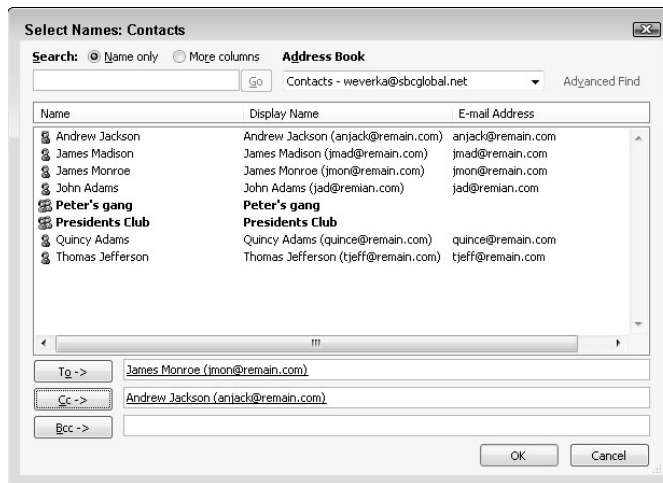 Select Names: Contacts
Search: Name only More columns Address Book
Go Contacts - weverka@sbcglobal.net Advanced Find
Name Display Name E-mail Address
Andrew Jackson Andrew Jackson (anjack@remain.com) anjack@remain.com
James Madison James Madison (jmad@remain.com) jmad@remain.com
James Monroe James Monroe (jmon@remain.com) jmon@remain.com
John Adams John Adams (jad@remian.com) jad@remian.com
Peter's gang Peter's gang
Presidents Club Presidents Club
Quincy Adams Quincy Adams (quince@remain.com) quince@remain.com
Thomas Jefferson Thomas Jefferson (tjeff@remain.com) tjeff@remain.com
To -> James Monroe (jmon@remain.com)
Cc -> Andrew Jackson (anjack@remain.com)
Bcc ->
OK Cancel